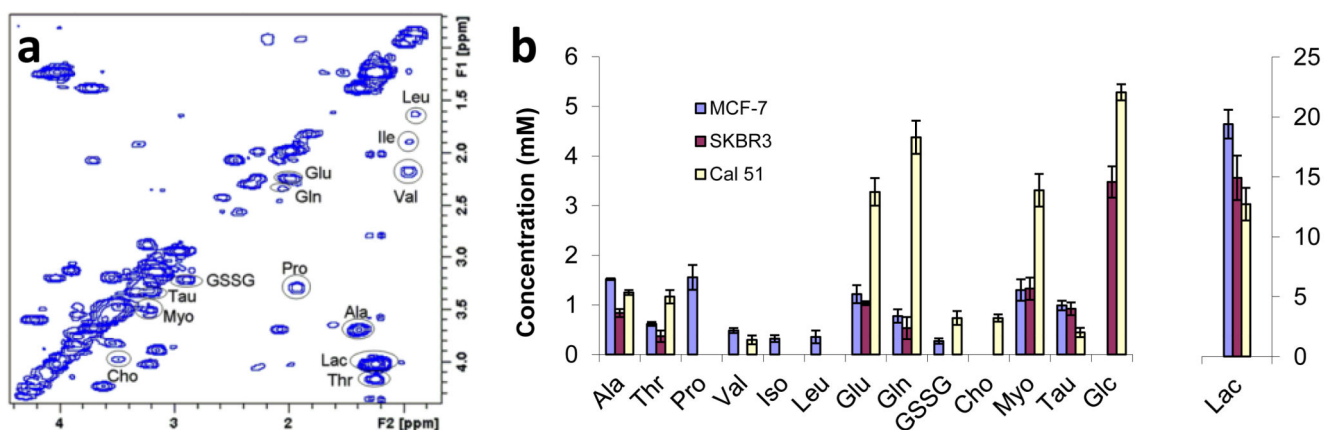 a
F1 [ppm]
1.5
2.0
2.5
3.0
3.5
4.0
Leu
Ile
Glu
Gln
Val
Pro
GSSG
Tau
Myo
Ala
Lac
Cho
Thr
4
3
2
F2 [ppm]
b
Concentration (mM)
6
5
4
3
2
1
0
MCF-7
SKBR3
Cal 51
25
20
15
10
5
0
Ala
Thr
Pro
Val
Iso
Leu
Glu
Gln
GSSG
Cho
Myo
Tau
Glc
Lac